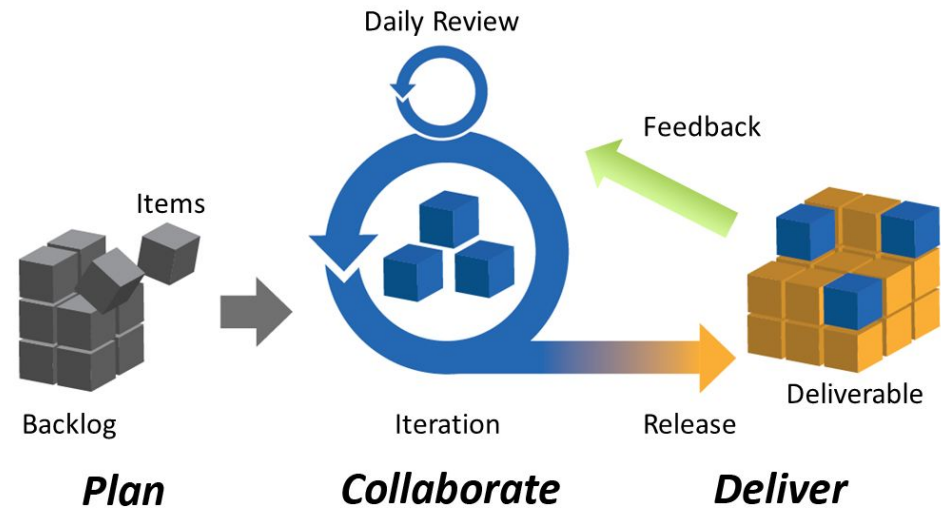 Daily Review
Feedback
Items
Backlog
Iteration
Release
Deliverable
Plan
Collaborate
Deliver